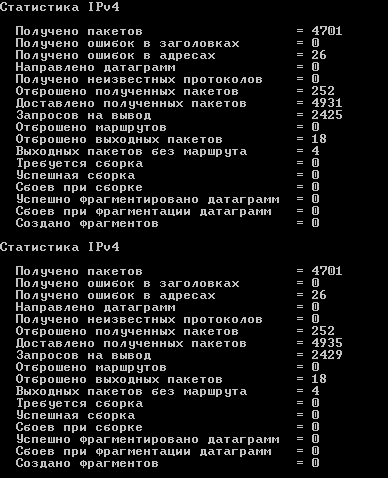 Статистика IPv4
Получено пакетов = 4701
Получено ошибок в заголовках = 0
Получено ошибок в адресах = 26
Направлено датаграмм = 0
Получено неизвестных протоколов = 0
Отброшено полученных пакетов = 252
Доставлено полученных пакетов = 4931
Запросов на вывод = 2425
Отброшено маршрутов = 0
Отброшено выходных пакетов = 18
Выходных пакетов без маршрута = 4
Требуется сборка = 0
Успешная сборка = 0
Сбоев при сборке = 0
Успешно фрагментировано датаграмм = 0
Сбоев при фрагментации датаграмм = 0
Создано фрагментов = 0
Статистика IPv4
Получено пакетов = 4701
Получено ошибок в заголовках = 0
Получено ошибок в адресах = 26
Направлено датаграмм = 0
Получено неизвестных протоколов = 0
Отброшено полученных пакетов = 252
Доставлено полученных пакетов = 4935
Запросов на вывод = 2429
Отброшено маршрутов = 0
Отброшено выходных пакетов = 18
Выходных пакетов без маршрута = 4
Требуется сборка = 0
Успешная сборка = 0
Сбоев при сборке = 0
Успешно фрагментировано датаграмм = 0
Сбоев при фрагментации датаграмм = 0
Создано фрагментов = 0